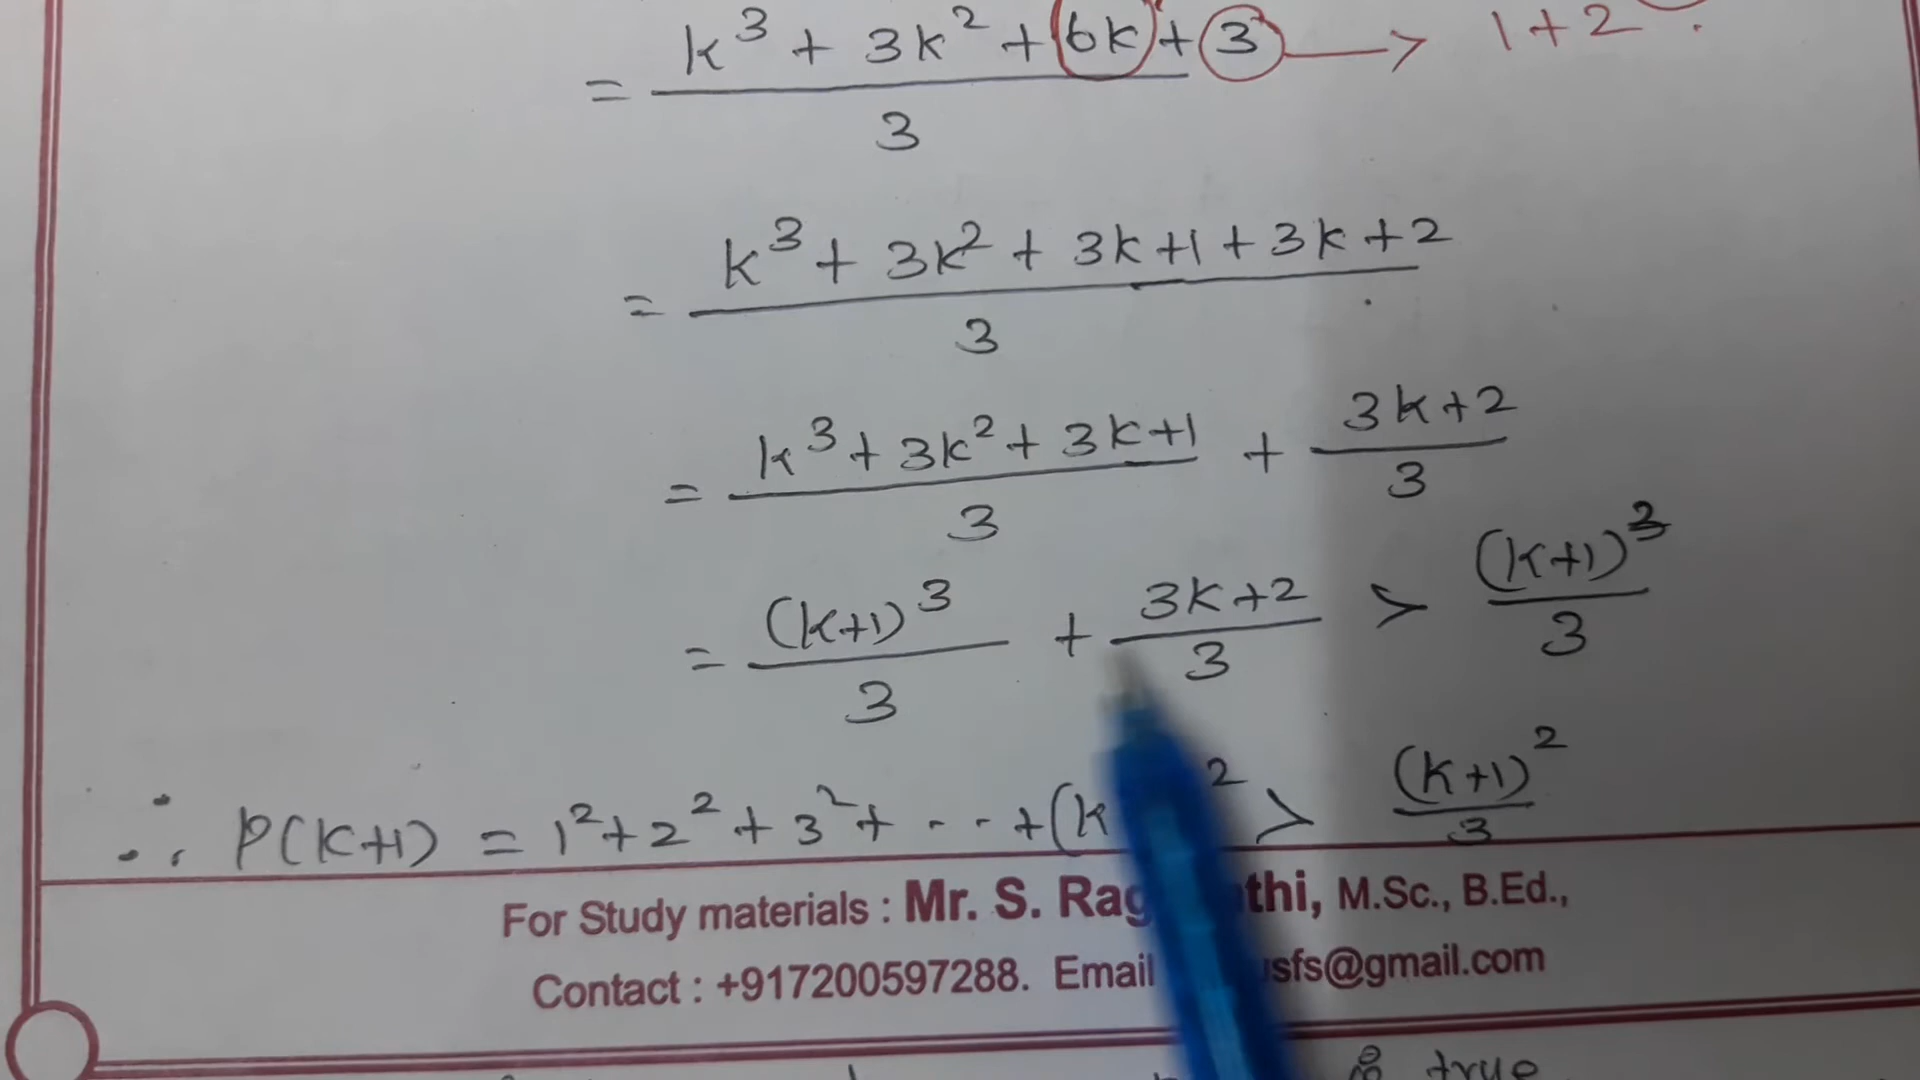 = k³ + 3k² + 6k + 3 / 3 → 1+2
= k³ + 3k² + 3k+1 + 3k+2 / 3
= k³ + 3k² + 3k+1 / 3 + 3k+2 / 3
= (k+1)³ / 3 + 3k+2 / 3 > (k+1)³ / 3
∴ P(k+1) = 1² + 2² + 3² + ... + (k ² > (k+1)² / 3
For Study materials : Mr. S. M.Sc., B.Ed.,
Contact : +917200597288. Email sfs@gmail.com
is true